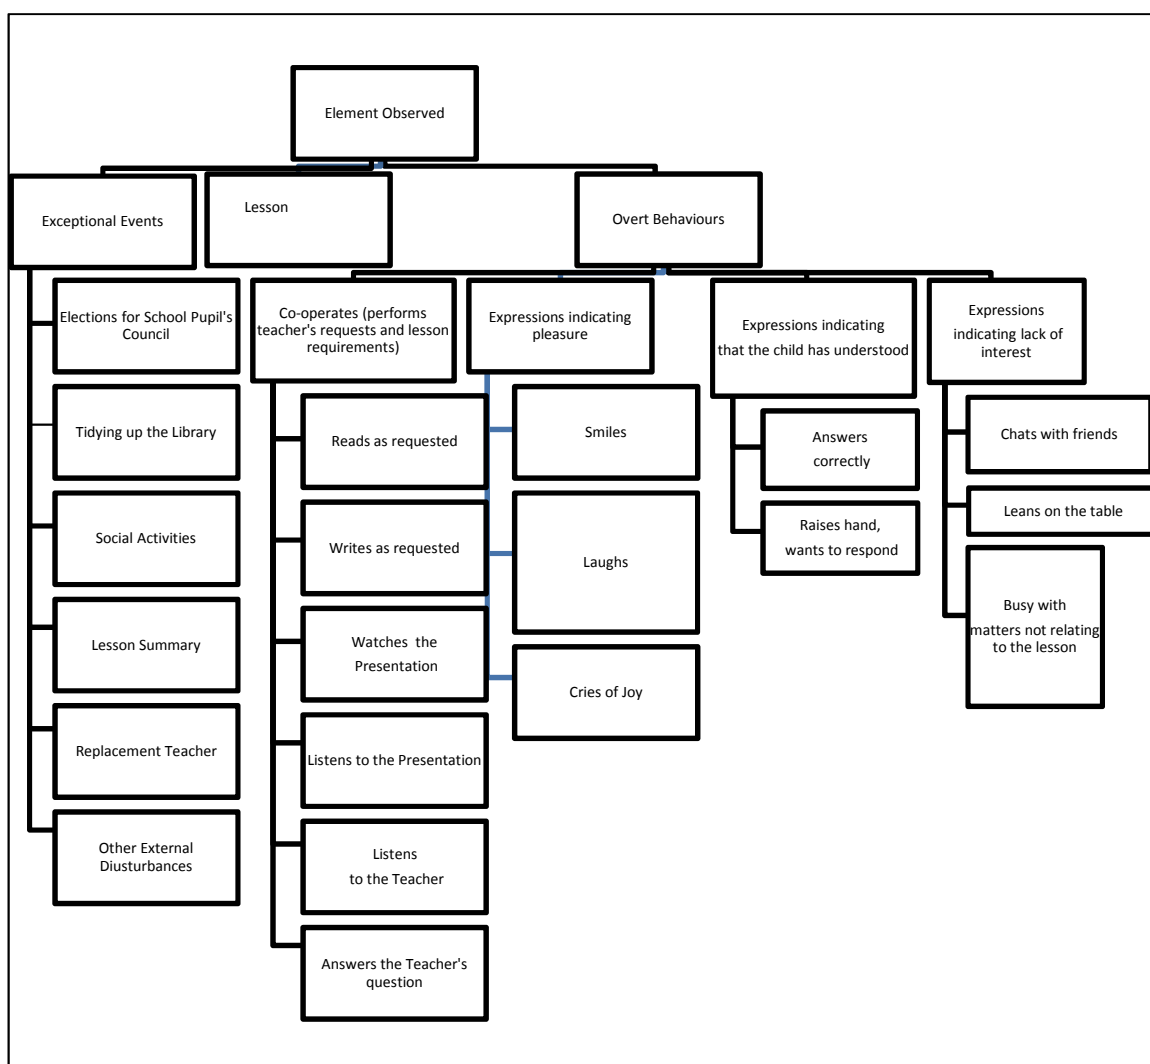 Element Observed
Exceptional Events
Lesson
Overt Behaviours
Elections for School Pupil's
Council
Tidying up the Library
Social Activities
Lesson Summary
Replacement Teacher
Other External
Diusturbances
Co-operates (performs
teacher's requests and lesson
requirements)
Reads as requested
Writes as requested
Watches the
Presentation
Listens to the Presentation
Listens
to the Teacher
Answers the Teacher's
question
Expressions indicating
pleasure
Smiles
Laughs
Cries of Joy
Expressions indicating
that the child has understood
Answers
correctly
Raises hand,
wants to respond
Expressions
indicating lack of
interest
Chats with friends
Leans on the table
Busy with
matters not relating
to the lesson